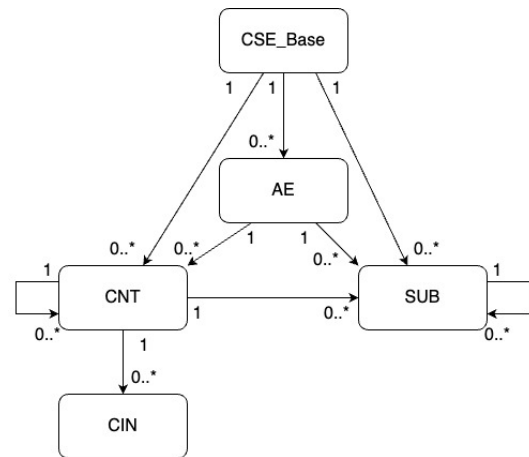 CSE_Base
1 1 1
0..*
AE
0..* 1 1 0..*
0..* 0..*
1 CNT 1 0..* SUB 1
0..* 0..*
1
0..*
CIN